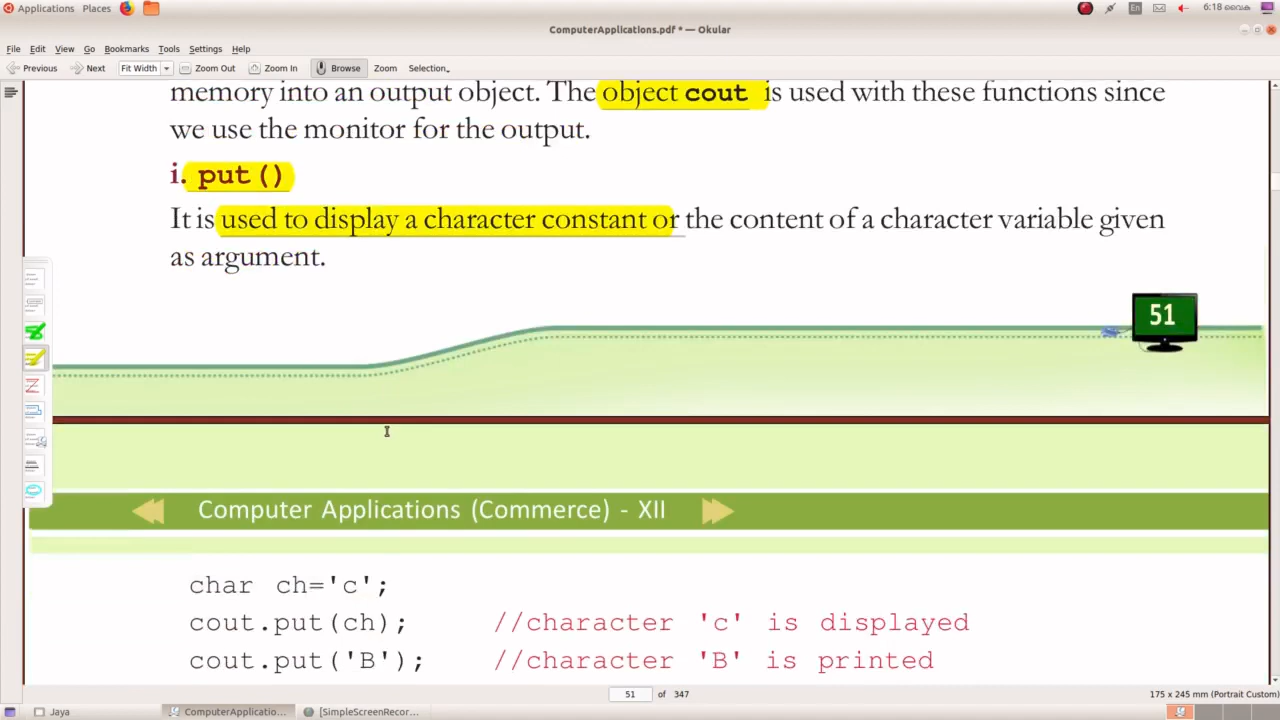 Applications Places En 6:18
ComputerApplications.pdf * — Okular
File Edit View Go Bookmarks Tools Settings Help
Previous Next Fit Width Zoom Out Zoom In Browse Zoom Selection
memory into an output object. The object cout is used with these functions since
we use the monitor for the output.
i. put()
It is used to display a character constant or the content of a character variable given
as argument.
51
Computer Applications (Commerce) - XII
char ch='c';
cout.put(ch); //character 'c' is displayed
cout.put('B'); //character 'B' is printed
51 of 347 175 x 245 mm (Portrait Custom)
Jaya ComputerApplicatio... [SimpleScreenRecor...